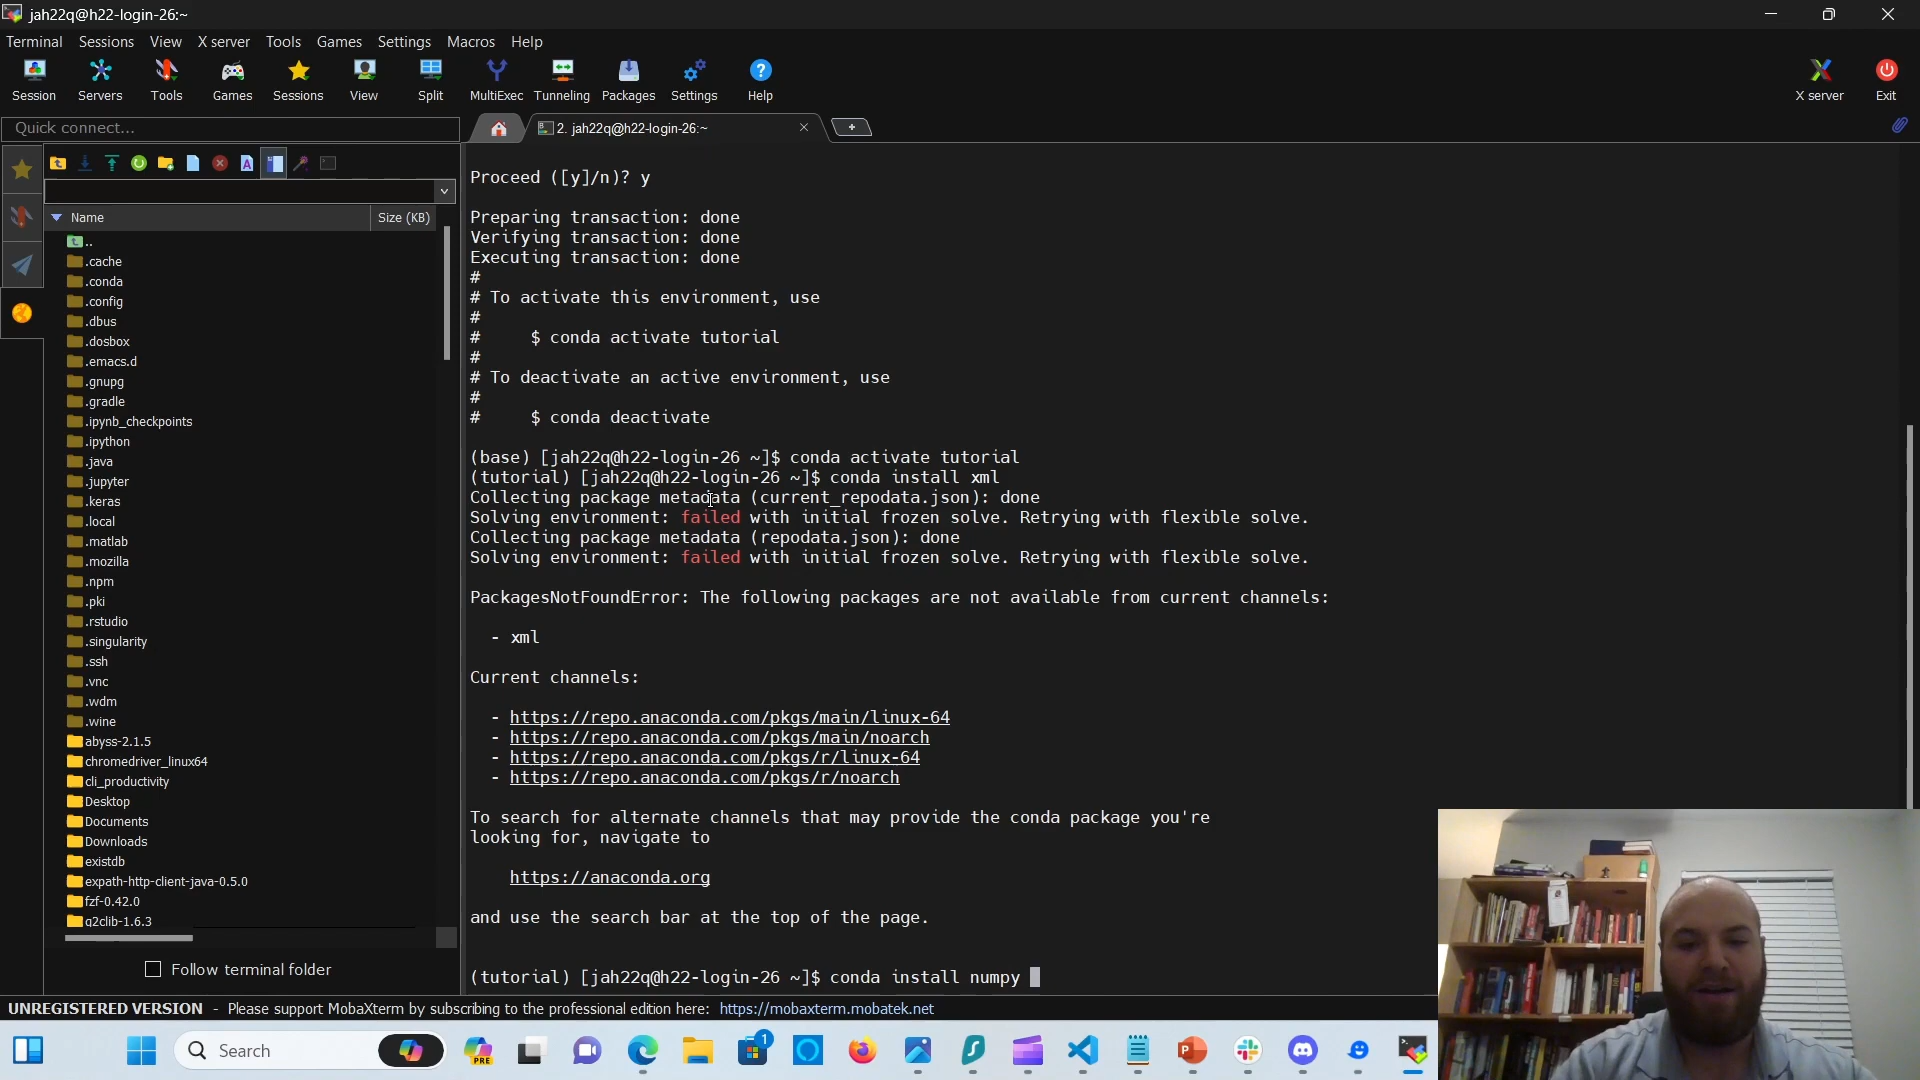 jah22q@h22-login-26:~
Terminal Sessions View X server Tools Games Settings Macros Help
Session Servers Tools Games Sessions View Split MultiExec Tunneling Packages Settings Help X server Exit
Quick connect...
2. jah22q@h22-login-26:~
Name Size (KB)
..
.cache
.conda
.config
.dbus
.dosbox
.emacs.d
.gnupg
.gradle
.ipynb_checkpoints
.ipython
.java
.jupyter
.keras
.local
.matlab
.mozilla
.npm
.pki
.rstudio
.singularity
.ssh
.vnc
.wdm
.wine
abyss-2.1.5
chromedriver_linux64
cli_productivity
Desktop
Documents
Downloads
existdb
expath-http-client-java-0.5.0
fzf-0.42.0
g2clib-1.6.3
Follow terminal folder
Proceed ([y]/n)? y
Preparing transaction: done
Verifying transaction: done
Executing transaction: done
#
# To activate this environment, use
#
#     $ conda activate tutorial
#
# To deactivate an active environment, use
#
#     $ conda deactivate
(base) [jah22q@h22-login-26 ~]$ conda activate tutorial
(tutorial) [jah22q@h22-login-26 ~]$ conda install xml
Collecting package metadata (current_repodata.json): done
Solving environment: failed with initial frozen solve. Retrying with flexible solve.
Collecting package metadata (repodata.json): done
Solving environment: failed with initial frozen solve. Retrying with flexible solve.
PackagesNotFoundError: The following packages are not available from current channels:
- xml
Current channels:
- https://repo.anaconda.com/pkgs/main/linux-64
- https://repo.anaconda.com/pkgs/main/noarch
- https://repo.anaconda.com/pkgs/r/linux-64
- https://repo.anaconda.com/pkgs/r/noarch
To search for alternate channels that may provide the conda package you're
looking for, navigate to
https://anaconda.org
and use the search bar at the top of the page.
(tutorial) [jah22q@h22-login-26 ~]$ conda install numpy
UNREGISTERED VERSION - Please support MobaXterm by subscribing to the professional edition here: https://mobaxterm.mobatek.net
Search
PRE
1